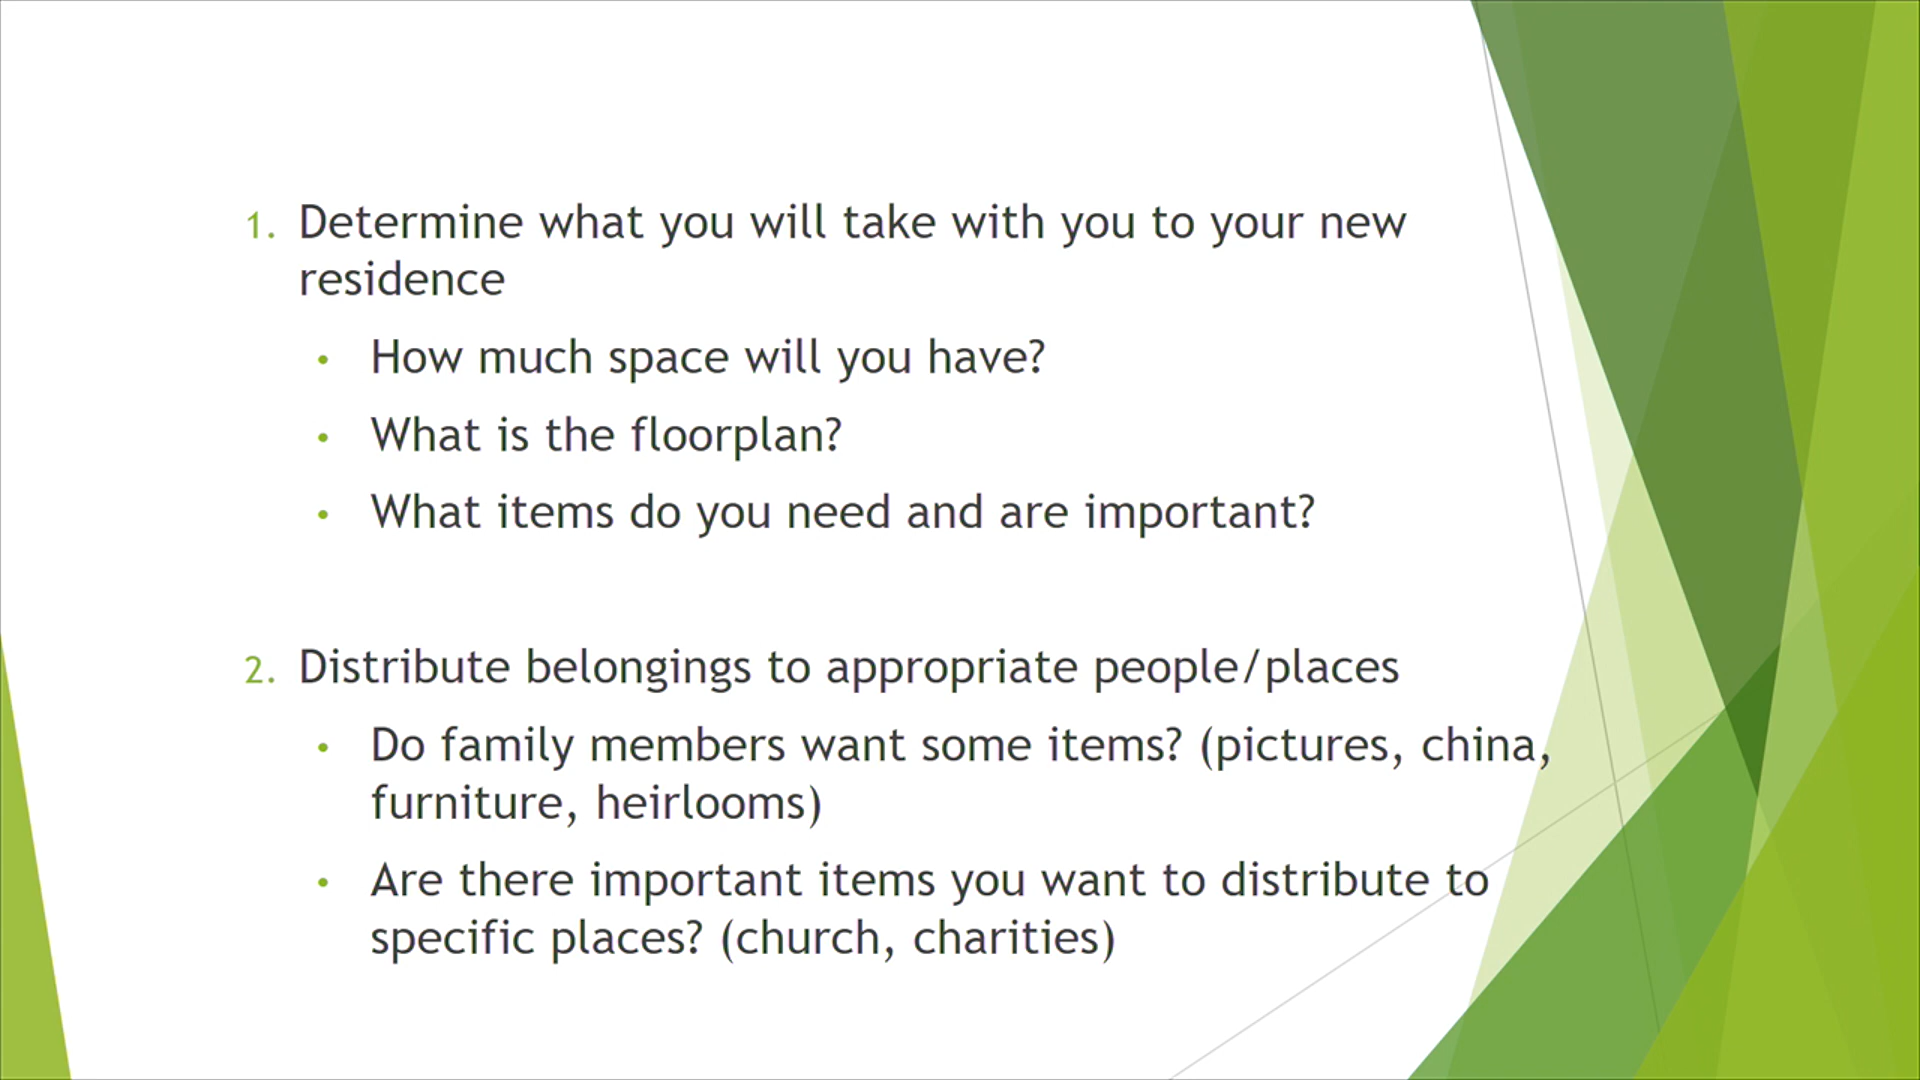 1. Determine what you will take with you to your new
residence
• How much space will you have?
• What is the floorplan?
• What items do you need and are important?
2. Distribute belongings to appropriate people/places
• Do family members want some items? (pictures, china,
furniture, heirlooms)
• Are there important items you want to distribute to
specific places? (church, charities)